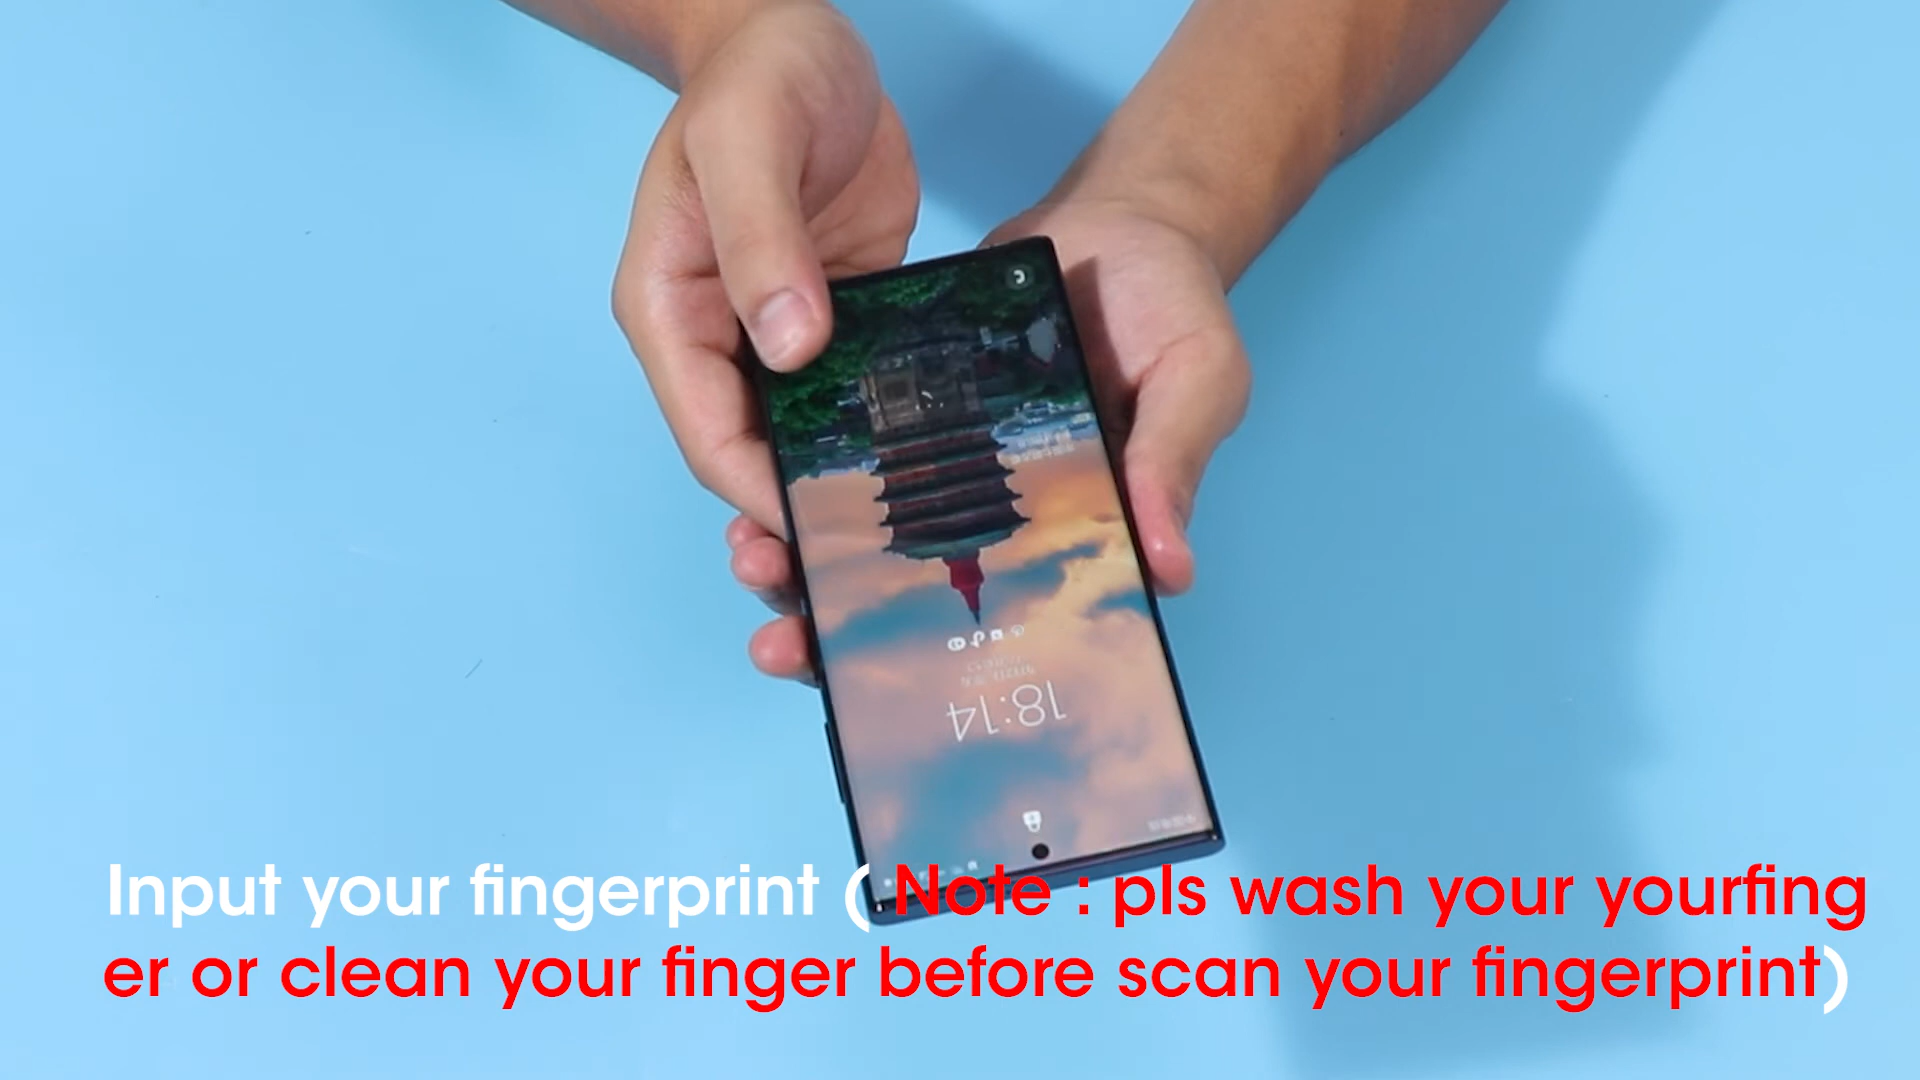 18:14
Input your fingerprint ( Note : pls wash your yourfing
er or clean your finger before scan your fingerprint)